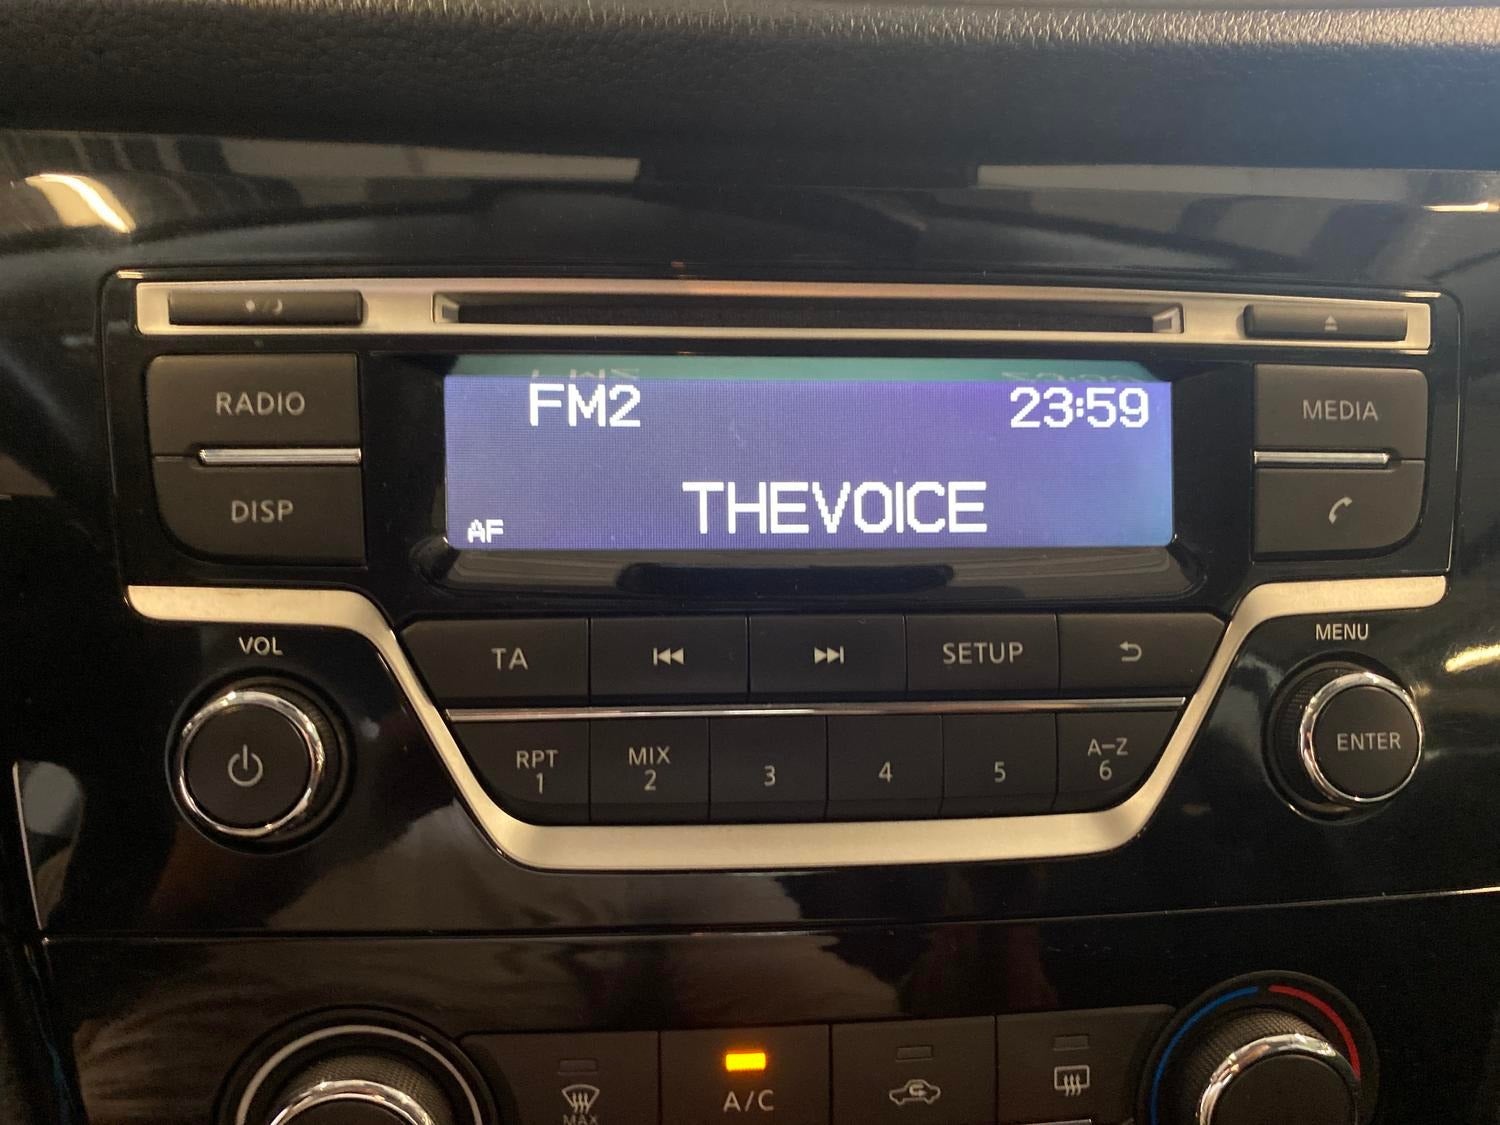 RADIO
FM2
23:59
MEDIA
DISP
AF
THEVOICE
VOL
TA
SETUP
MENU
RPT
1
MIX
2
3
4
5
A–Z
6
ENTER
MAX
A/C